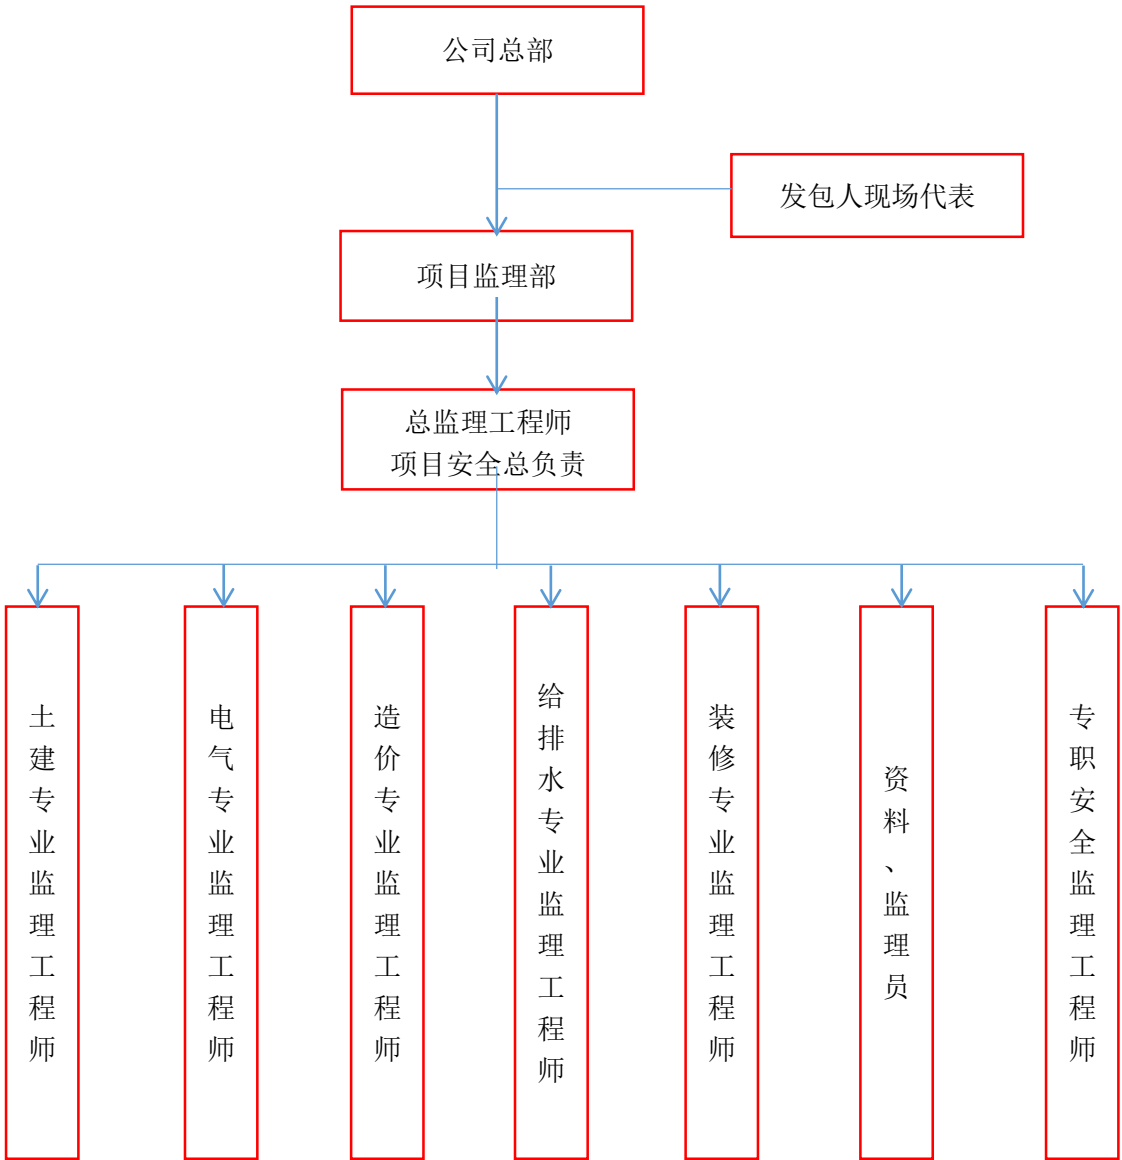 公司总部
发包人现场代表
项目监理部
总监理工程师
项目安全总负责
土建专业监理工程师
电气专业监理工程师
造价专业监理工程师
给排水专业监理工程师
装修专业监理工程师
资料、监理员
专职安全监理工程师